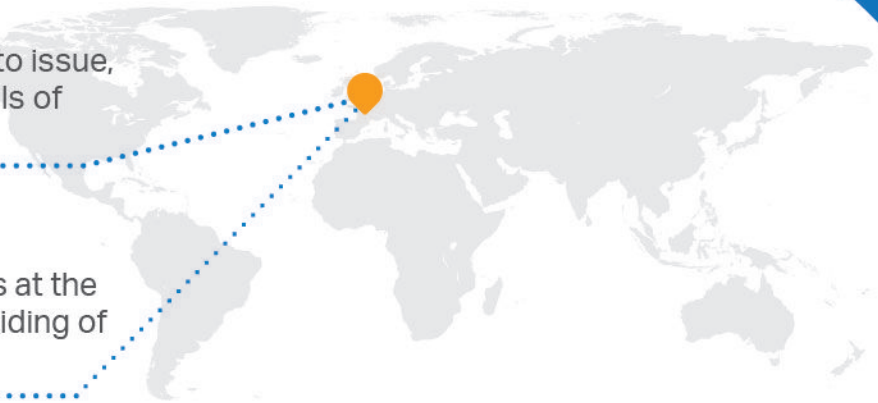 to issue,
ls of
s at the
iding of